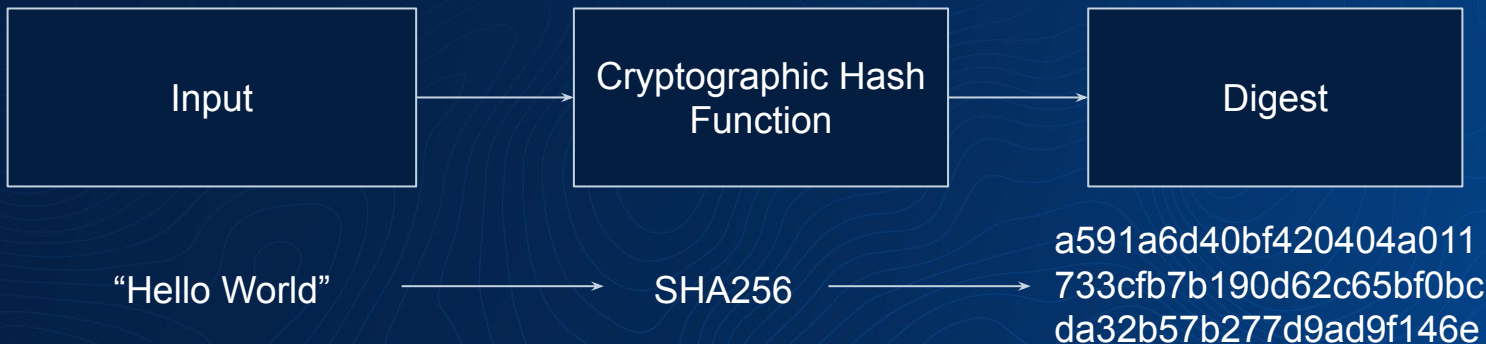 Input
Cryptographic Hash
Function
Digest
“Hello World”
SHA256
a591a6d40bf420404a011
733cfb7b190d62c65bf0bc
da32b57b277d9ad9f146e